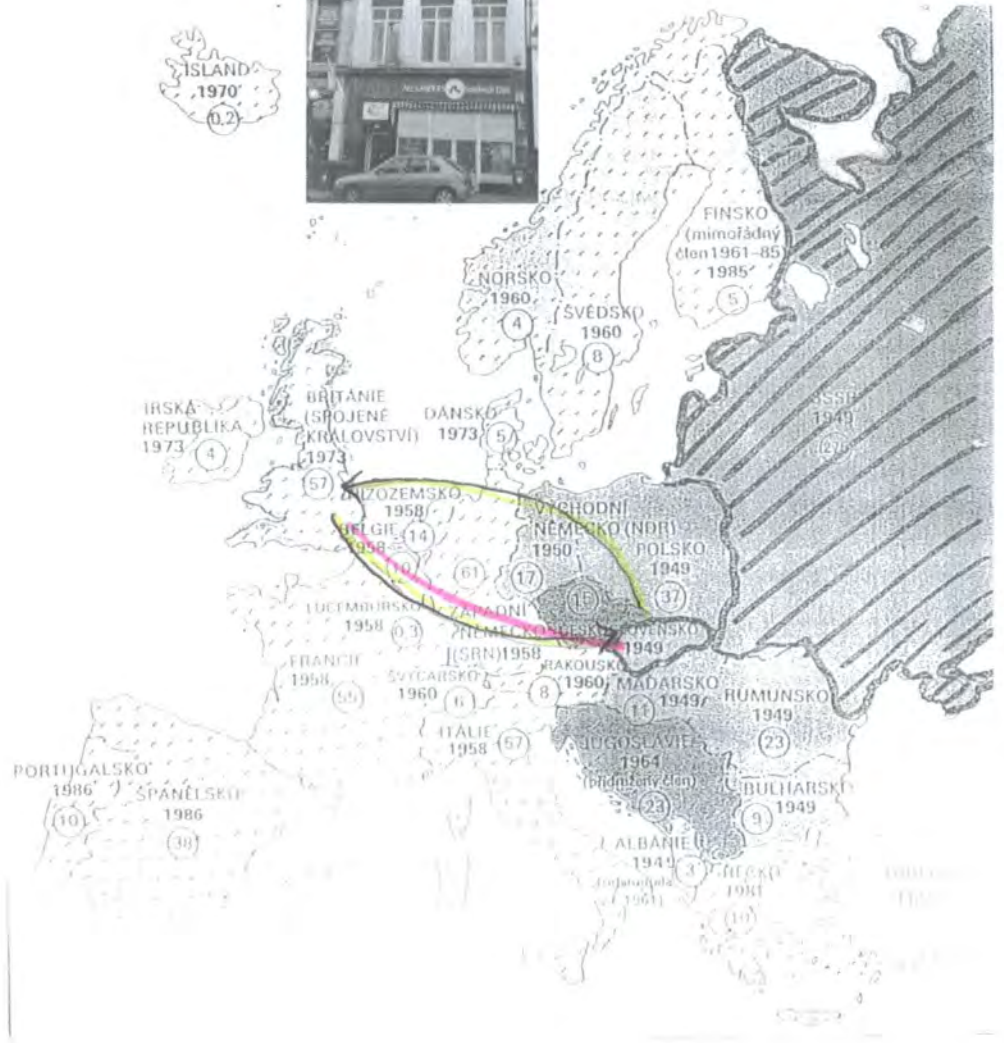 ISLAND
1970
0,2
FINSKO
(mimořádný
člen 1961–85)
1985
5
NORSKO
1960
4
ŠVÉDSKO
1960
8
IRSKÁ
REPUBLIKA
1973
4
BRITÁNIE
(SPOJENÉ
KRÁLOVSTVÍ)
1973
57
DÁNSKO
1973
5
SSSR
1949
NIZOZEMSKO
1958
14
BELGIE
1958
10
VÝCHODNÍ
NĚMECKO (NDR)
1950
17
POLSKO
1949
37
61
15
LUCEMBURSKO
1958
0,3
ZÁPADNÍ
NĚMECKO
(SRN) 1958
SLOVENSKO
1949
FRANCIE
1958
55
ŠVÝCARSKO
1960
6
RAKOUSKO
(1960)
8
MAĎARSKO
1949
11
RUMUNSKO
1949
23
ITÁLIE
1958
57
JUGOSLÁVIE
1964
(přidružený člen)
23
BULHARSKO
1949
9
PORTUGALSKO
1986
10
ŠPANĚLSKO
1986
38
ALBÁNIE
1949
3
ŘECKO
1981
10